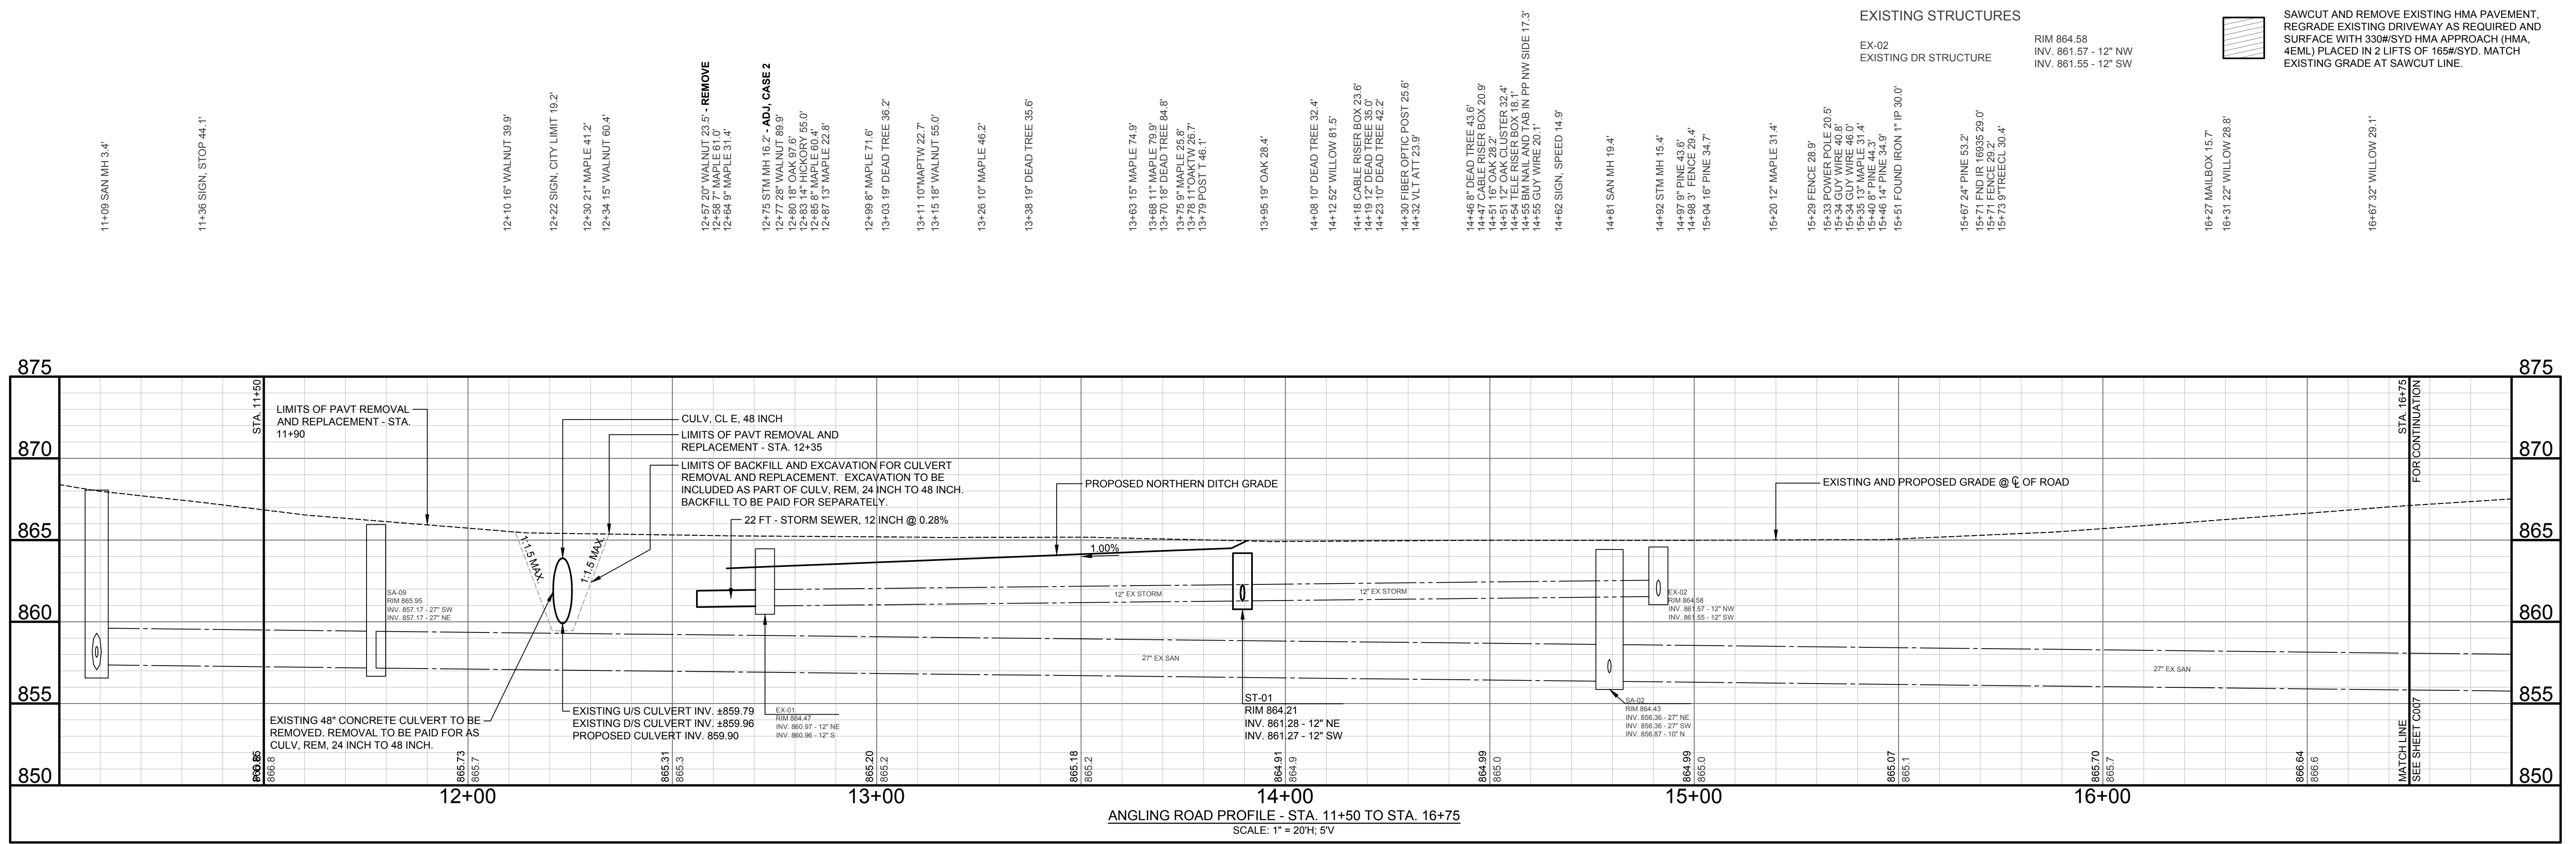 EXISTING STRUCTURES
EX-02
EXISTING DR STRUCTURE
RIM 864.58
INV. 861.57 - 12" NW
INV. 861.55 - 12" SW
SAWCUT AND REMOVE EXISTING HMA PAVEMENT,
REGRADE EXISTING DRIVEWAY AS REQUIRED AND
SURFACE WITH 330#/SYD HMA APPROACH (HMA,
4EML) PLACED IN 2 LIFTS OF 165#/SYD. MATCH
EXISTING GRADE AT SAWCUT LINE.
11+09 SAN MH 3.4'
11+36 SIGN, STOP 44.1'
12+10 16" WALNUT 39.9'
12+22 SIGN, CITY LIMIT 19.2'
12+30 21" MAPLE 41.2'
12+34 15" WALNUT 60.4'
12+57 20" WALNUT 23.5' - REMOVE
12+58 7" MAPLE 61.0'
12+64 9" MAPLE 31.4'
12+75 STM MH 16.2' - ADJ, CASE 2
12+77 28" WALNUT 89.9'
12+80 18" OAK 97.6'
12+83 14" HICKORY 55.0'
12+85 8" MAPLE 60.4'
12+87 13" MAPLE 22.8'
12+99 8" MAPLE 71.6'
13+03 19" DEAD TREE 36.2'
13+11 10"MAPTW 22.7'
13+15 18" WALNUT 55.0'
13+26 10" MAPLE 46.2'
13+38 19" DEAD TREE 35.6'
13+63 15" MAPLE 74.9'
13+68 11" MAPLE 79.9'
13+70 18" DEAD TREE 84.8'
13+75 9" MAPLE 25.8'
13+78 11"OAKTW 26.7'
13+79 POST T 46.1'
13+95 19" OAK 28.4'
14+08 10" DEAD TREE 32.4'
14+12 52" WILLOW 81.5'
14+18 CABLE RISER BOX 23.6'
14+19 12" DEAD TREE 35.0'
14+23 10" DEAD TREE 42.2'
14+30 FIBER OPTIC POST 25.6'
14+32 VLT ATT 23.9'
14+46 8" DEAD TREE 43.6'
14+47 CABLE RISER BOX 20.9'
14+51 16" OAK 28.2'
14+51 12" OAK CLUSTER 32.4'
14+54 TELE RISER BOX 18.1'
14+55 BM NAIL AND TAB IN PP NW SIDE 17.3'
14+55 GUY WIRE 20.1'
14+62 SIGN, SPEED 14.9'
14+81 SAN MH 19.4'
14+92 STM MH 15.4'
14+97 9" PINE 43.6'
14+98 3' FENCE 29.4'
15+04 16" PINE 34.7'
15+20 12" MAPLE 31.4'
15+29 FENCE 28.9'
15+33 POWER POLE 20.5'
15+34 GUY WIRE 40.8'
15+34 GUY WIRE 46.0'
15+35 13" MAPLE 31.4'
15+40 8" PINE 44.3'
15+46 14" PINE 34.9'
15+51 FOUND IRON 1" IP 30.0'
15+67 24" PINE 53.2'
15+71 FND IR 16935 29.0'
15+71 FENCE 29.2'
15+73 9"TREECL 30.4'
16+27 MAILBOX 15.7'
16+31 22" WILLOW 28.8'
16+67 32" WILLOW 29.1'
875
875
870
870
865
865
860
860
855
855
850
850
STA. 11+50
LIMITS OF PAVT REMOVAL
AND REPLACEMENT - STA.
11+90
CULV, CL E, 48 INCH
LIMITS OF PAVT REMOVAL AND
REPLACEMENT - STA. 12+35
LIMITS OF BACKFILL AND EXCAVATION FOR CULVERT
REMOVAL AND REPLACEMENT. EXCAVATION TO BE
INCLUDED AS PART OF CULV, REM, 24 INCH TO 48 INCH.
BACKFILL TO BE PAID FOR SEPARATELY.
22 FT - STORM SEWER, 12 INCH @ 0.28%
PROPOSED NORTHERN DITCH GRADE
1.00%
EXISTING AND PROPOSED GRADE @ ℄ OF ROAD
STA. 16+75
FOR CONTINUATION
MATCH LINE
SEE SHEET C007
1:1.5 MAX.
1:1.5 MAX.
SA-09
RIM 865.95
INV. 857.17 - 27" SW
INV. 857.17 - 27" NE
12" EX STORM
12" EX STORM
EX-02
RIM 864.58
INV. 861.57 - 12" NW
INV. 861.55 - 12" SW
27" EX SAN
27" EX SAN
EXISTING 48" CONCRETE CULVERT TO BE
REMOVED. REMOVAL TO BE PAID FOR AS
CULV, REM, 24 INCH TO 48 INCH.
EXISTING U/S CULVERT INV. ±859.79
EXISTING D/S CULVERT INV. ±859.96
PROPOSED CULVERT INV. 859.90
EX-01
RIM 864.47
INV. 860.97 - 12" NE
INV. 860.96 - 12" S
ST-01
RIM 864.21
INV. 861.28 - 12" NE
INV. 861.27 - 12" SW
SA-02
RIM 864.43
INV. 856.36 - 27" NE
INV. 856.36 - 27" SW
INV. 856.87 - 10" N
866.8
865.73
865.7
865.31
865.3
865.20
865.2
865.18
865.2
864.91
864.9
864.99
865.0
864.99
865.0
865.07
865.1
865.70
865.7
866.64
866.6
12+00
13+00
14+00
15+00
16+00
ANGLING ROAD PROFILE - STA. 11+50 TO STA. 16+75
SCALE: 1" = 20'H; 5'V